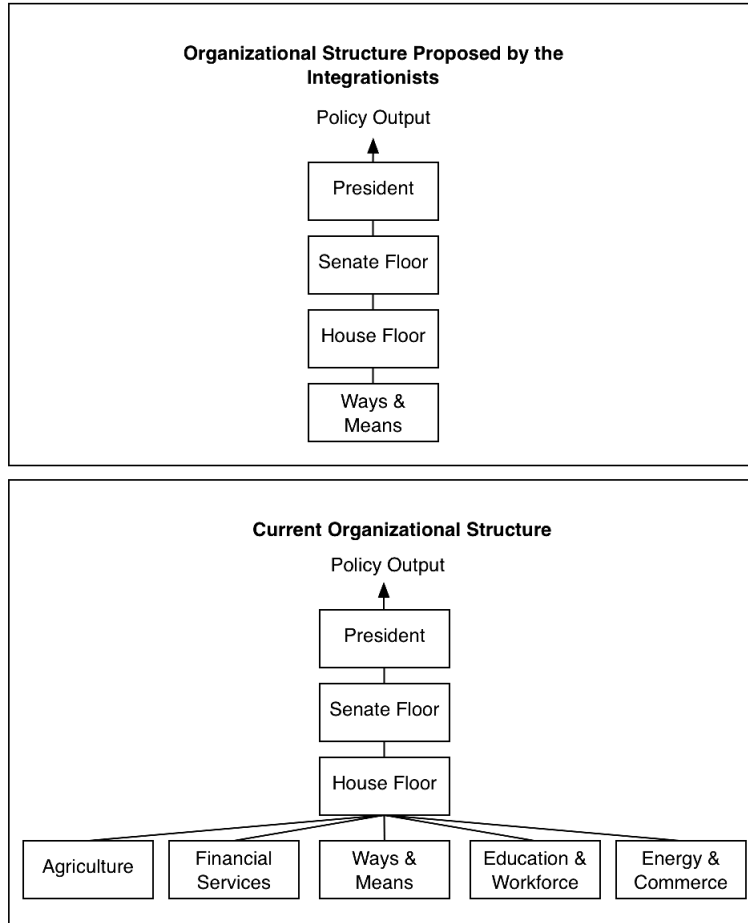 Organizational Structure Proposed by the
Integrationists
Policy Output
President
Senate Floor
House Floor
Ways &
Means
Current Organizational Structure
Policy Output
President
Senate Floor
House Floor
Agriculture
Financial
Services
Ways &
Means
Education &
Workforce
Energy &
Commerce